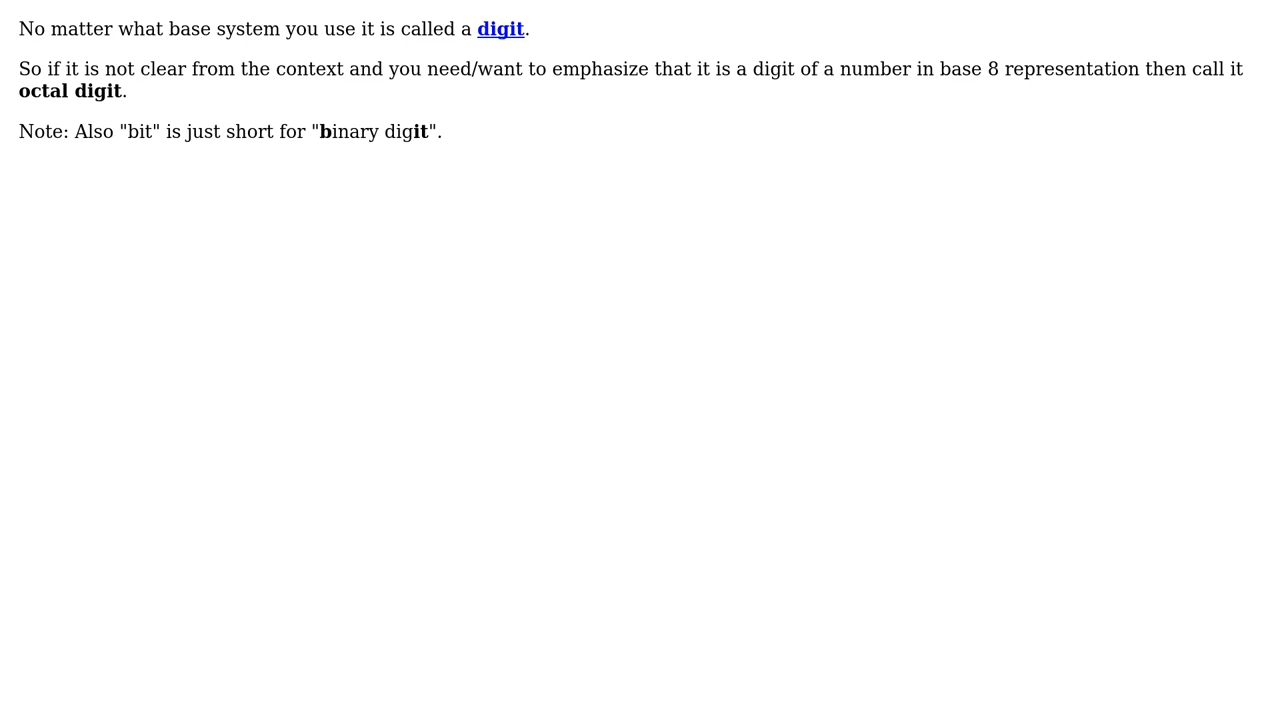 No matter what base system you use it is called a digit.
So if it is not clear from the context and you need/want to emphasize that it is a digit of a number in base 8 representation then call it
octal digit.
Note: Also "bit" is just short for "binary digit".